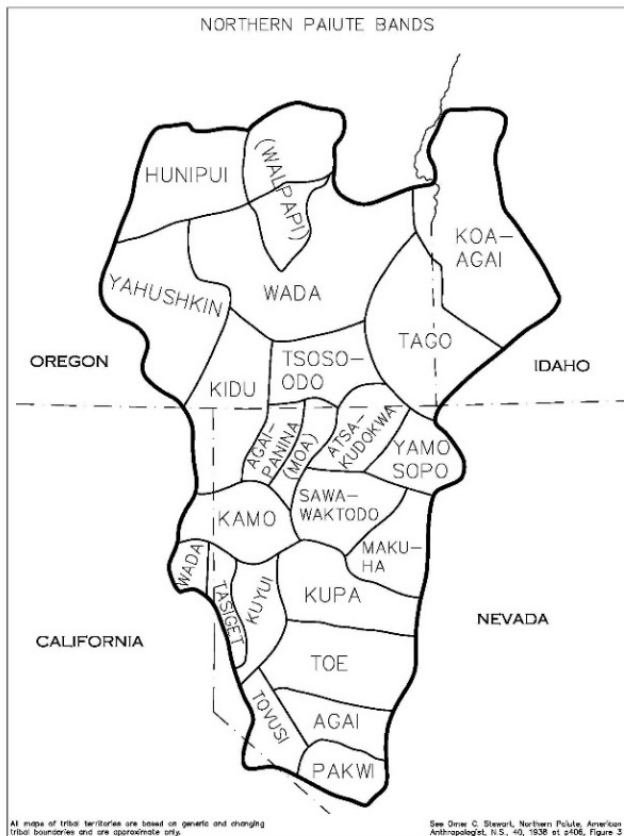 NORTHERN PAIUTE BANDS
HUNIPUI
(WALPAPI)
KOA-
AGAI
YAHUSHKIN
WADA
TAGO
OREGON
TSOSO-
ODO
IDAHO
KIDU
AGAI-
PANINA
(MOA)
ATSA-
KUDOKWA
YAMO
SOPO
SAWA-
WAKTODO
KAMO
MAKU-
HA
WADA
TASIGET
KUYUI
KUPA
NEVADA
CALIFORNIA
TOE
TOVUSI
AGAI
PAKWI
All maps of tribal territories are based on generic and changing
tribal boundaries and are approximate only.
See Omer C. Stewart, Northern Paiute, American
Anthropologist, N.S., 40, 1938 at p406, Figure 3.